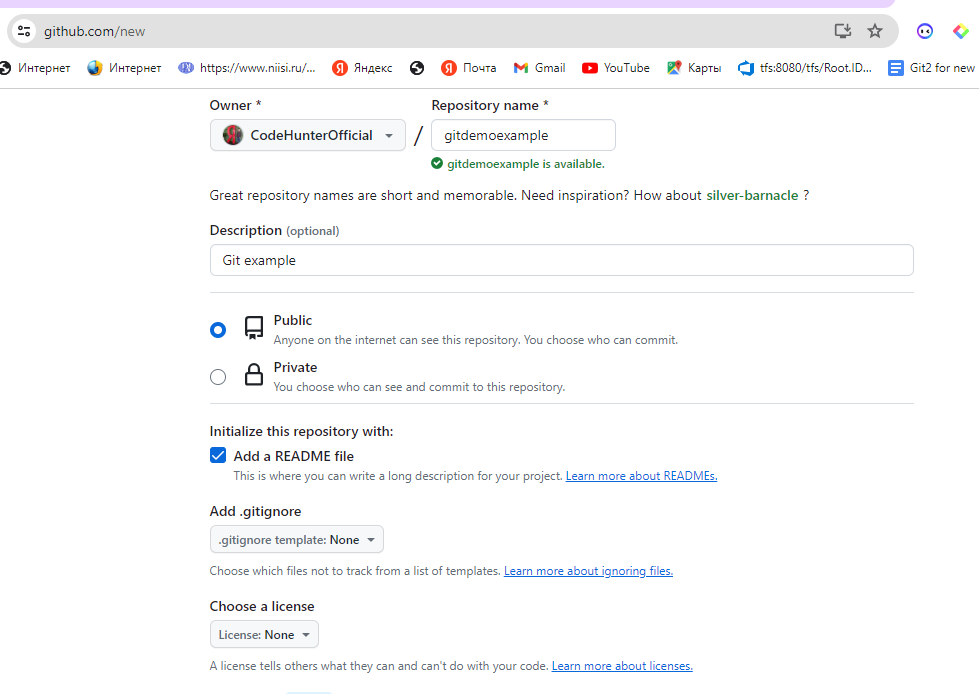 github.com/new
Интернет Интернет https://www.niisi.ru/... Яндекс Почта Gmail YouTube Карты tfs:8080/tfs/Root.ID... Git2 for new
Owner * Repository name *
CodeHunterOfficial / gitdemoexample
gitdemoexample is available.
Great repository names are short and memorable. Need inspiration? How about silver-barnacle ?
Description (optional)
Git example
Public
Anyone on the internet can see this repository. You choose who can commit.
Private
You choose who can see and commit to this repository.
Initialize this repository with:
Add a README file
This is where you can write a long description for your project. Learn more about READMEs.
Add .gitignore
.gitignore template: None
Choose which files not to track from a list of templates. Learn more about ignoring files.
Choose a license
License: None
A license tells others what they can and can't do with your code. Learn more about licenses.